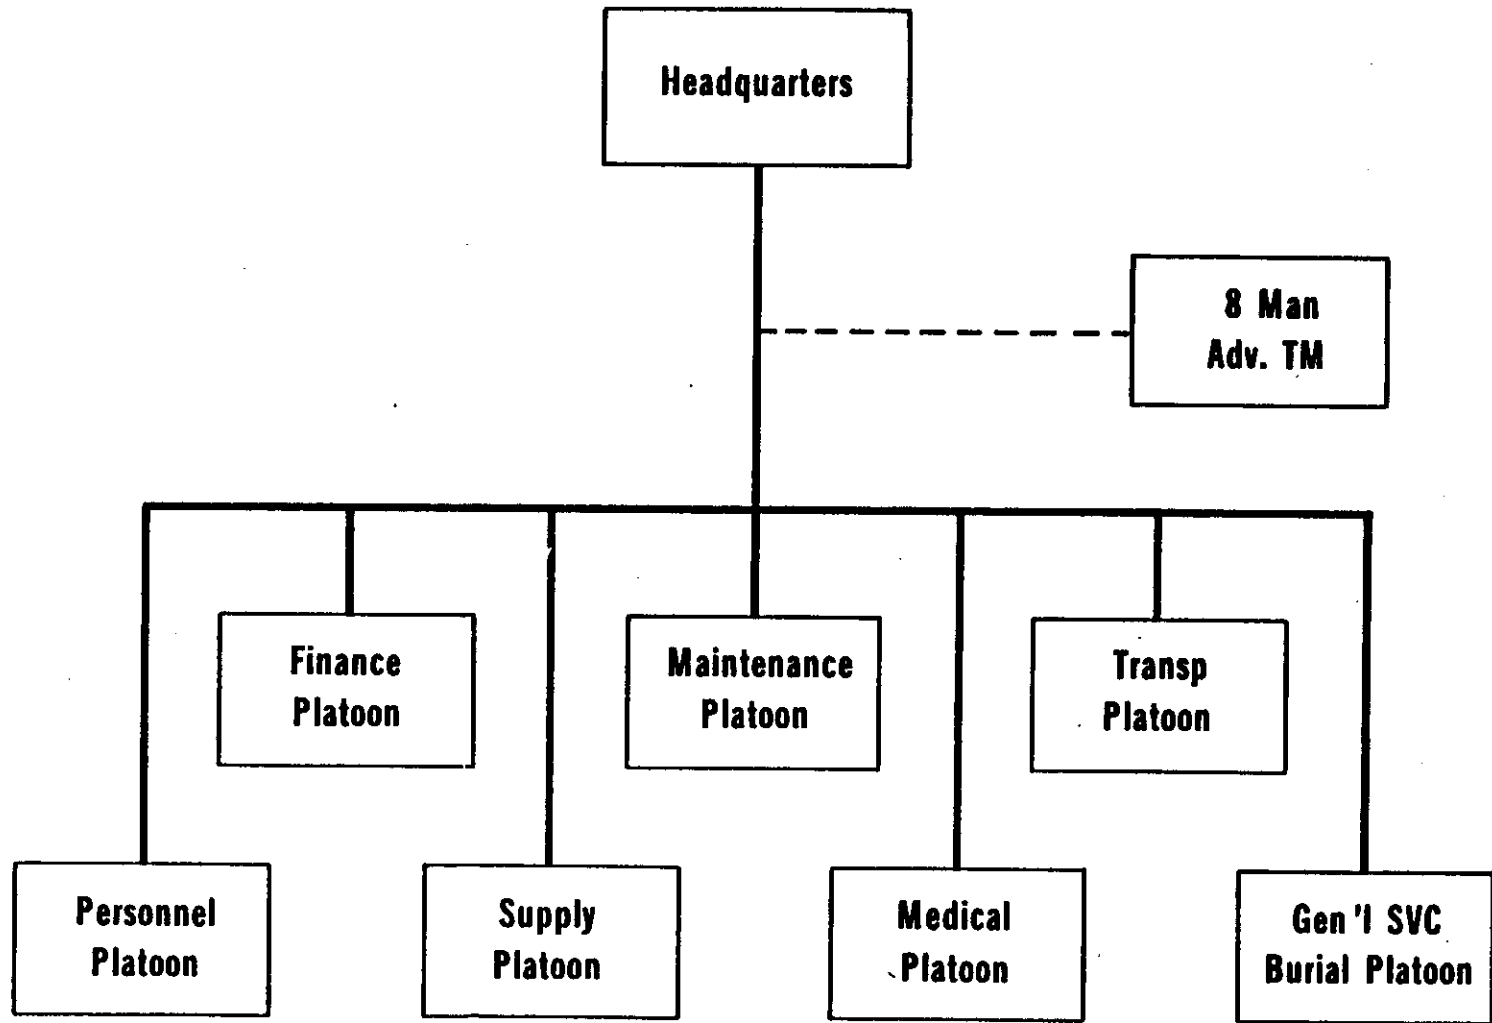 Headquarters
8 Man
Adv. TM
Finance
Platoon
Maintenance
Platoon
Transp
Platoon
Personnel
Platoon
Supply
Platoon
Medical
Platoon
Gen'l SVC
Burial Platoon